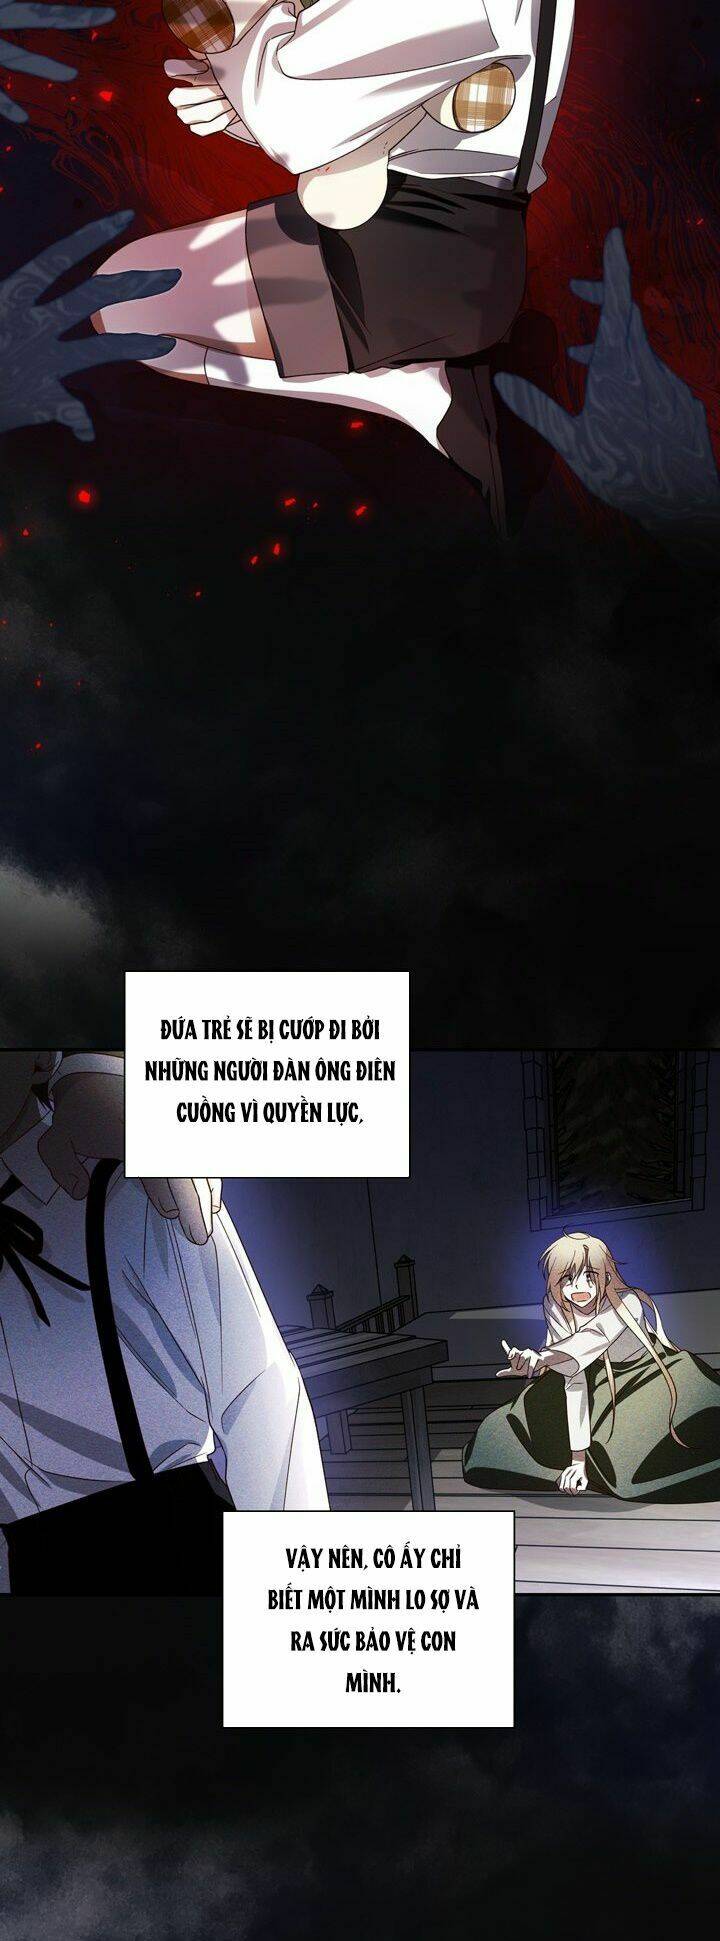 ĐỨA TRẺ SẼ BỊ CƯỚP ĐI BỞI
NHỮNG NGƯỜI ĐÀN ÔNG ĐIÊN
CUỒNG VÌ QUYỀN LỰC,
VẬY NÊN, CÔ ẤY CHỈ
BIẾT MỘT MÌNH LO SỢ VÀ
RA SỨC BẢO VỆ CON
MÌNH.